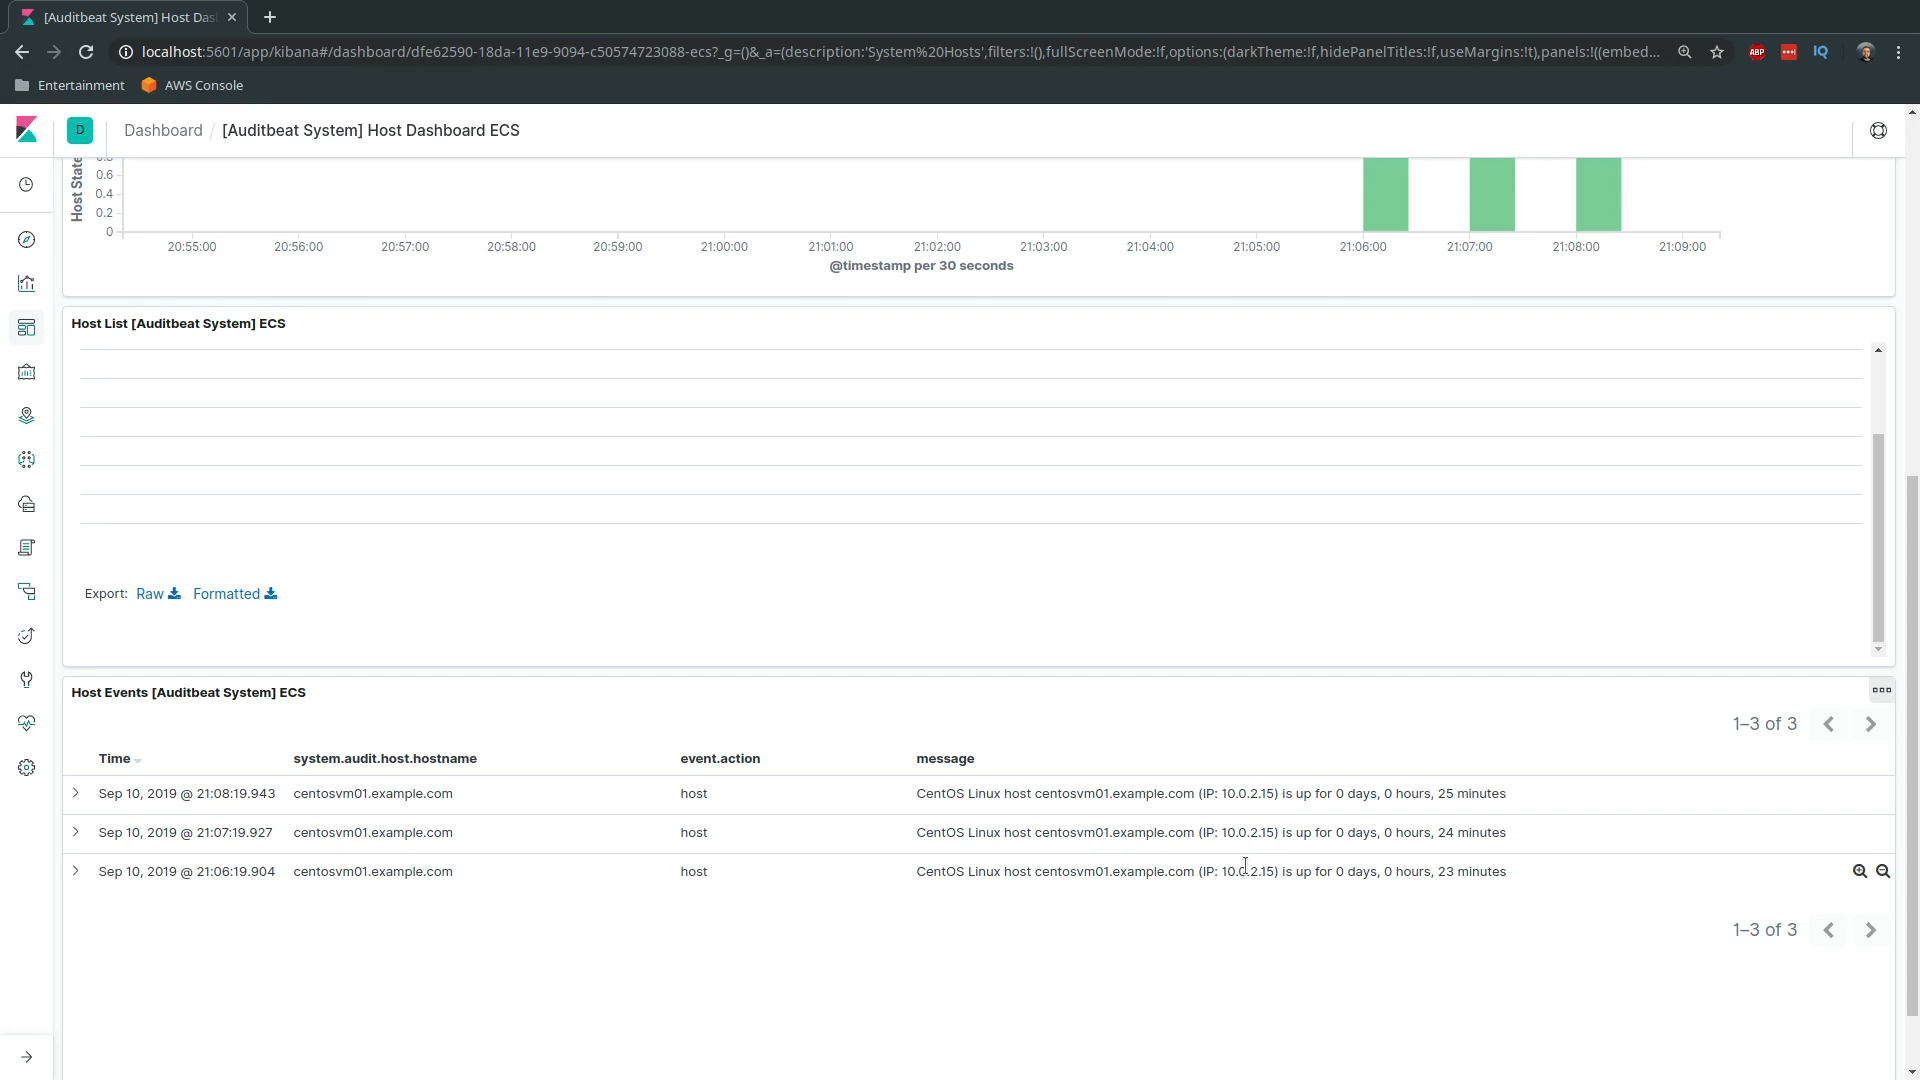 [Auditbeat System] Host Das
localhost:5601/app/kibana#/dashboard/dfe62590-18da-11e9-9094-c50574723088-ecs?_g=()&_a=(description:'System%20Hosts',filters:!(),fullScreenMode:!f,options:(darkTheme:!f,hidePanelTitles:!f,useMargins:!t),panels:!((embed...
ABP
IQ
Entertainment AWS Console
D Dashboard / [Auditbeat System] Host Dashboard ECS
Host State
0.8
0.6
0.4
0.2
0
20:55:00 20:56:00 20:57:00 20:58:00 20:59:00 21:00:00 21:01:00 21:02:00 21:03:00 21:04:00 21:05:00 21:06:00 21:07:00 21:08:00 21:09:00
@timestamp per 30 seconds
Host List [Auditbeat System] ECS
Export: Raw Formatted
Host Events [Auditbeat System] ECS
1–3 of 3
Time system.audit.host.hostname event.action message
Sep 10, 2019 @ 21:08:19.943 centosvm01.example.com host CentOS Linux host centosvm01.example.com (IP: 10.0.2.15) is up for 0 days, 0 hours, 25 minutes
Sep 10, 2019 @ 21:07:19.927 centosvm01.example.com host CentOS Linux host centosvm01.example.com (IP: 10.0.2.15) is up for 0 days, 0 hours, 24 minutes
Sep 10, 2019 @ 21:06:19.904 centosvm01.example.com host CentOS Linux host centosvm01.example.com (IP: 10.0.2.15) is up for 0 days, 0 hours, 23 minutes
1–3 of 3